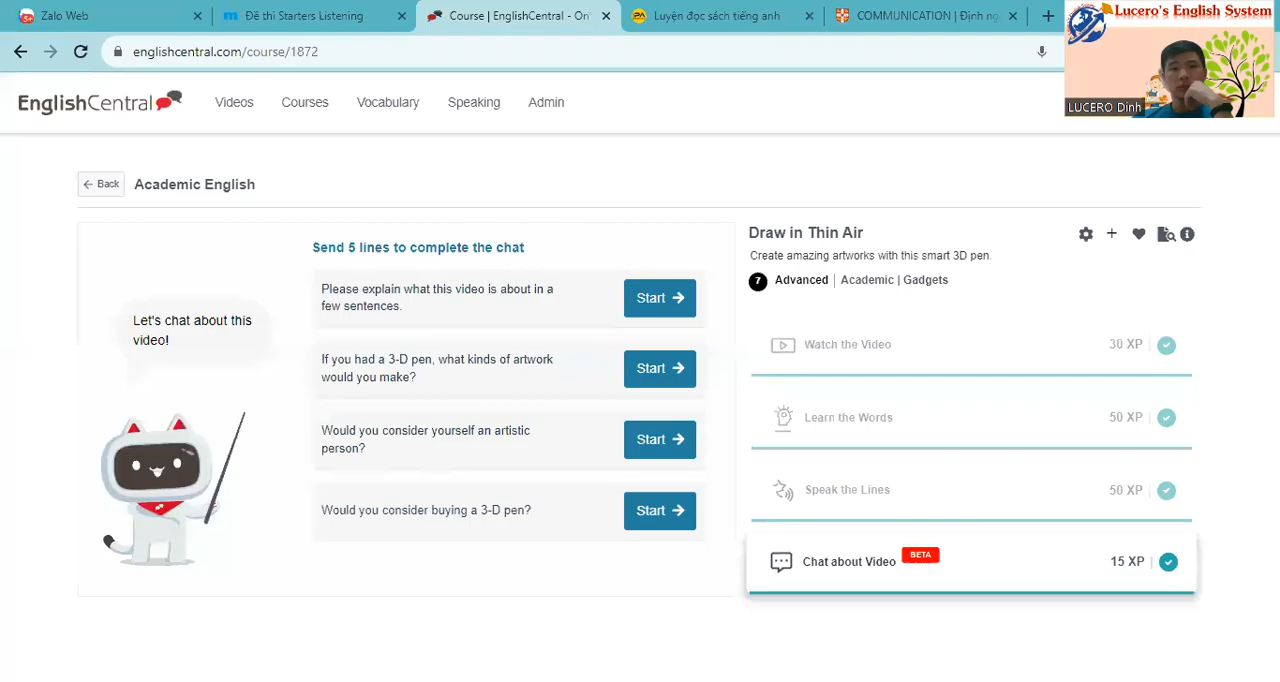 Zalo Web
Đề thi Starters Listening
Course | EnglishCentral - On
Luyện đọc sách tiếng anh
COMMUNICATION | Định ng
Lucero's English System
englishcentral.com/course/1872
LUCERO Dinh
EnglishCentral
Videos
Courses
Vocabulary
Speaking
Admin
Back
Academic English
Send 5 lines to complete the chat
Let's chat about this
video!
Please explain what this video is about in a
few sentences.
Start
If you had a 3-D pen, what kinds of artwork
would you make?
Start
Would you consider yourself an artistic
person?
Start
Would you consider buying a 3-D pen?
Start
Draw in Thin Air
Create amazing artworks with this smart 3D pen.
7 Advanced | Academic | Gadgets
Watch the Video 30 XP
Learn the Words 50 XP
Speak the Lines 50 XP
Chat about Video BETA 15 XP